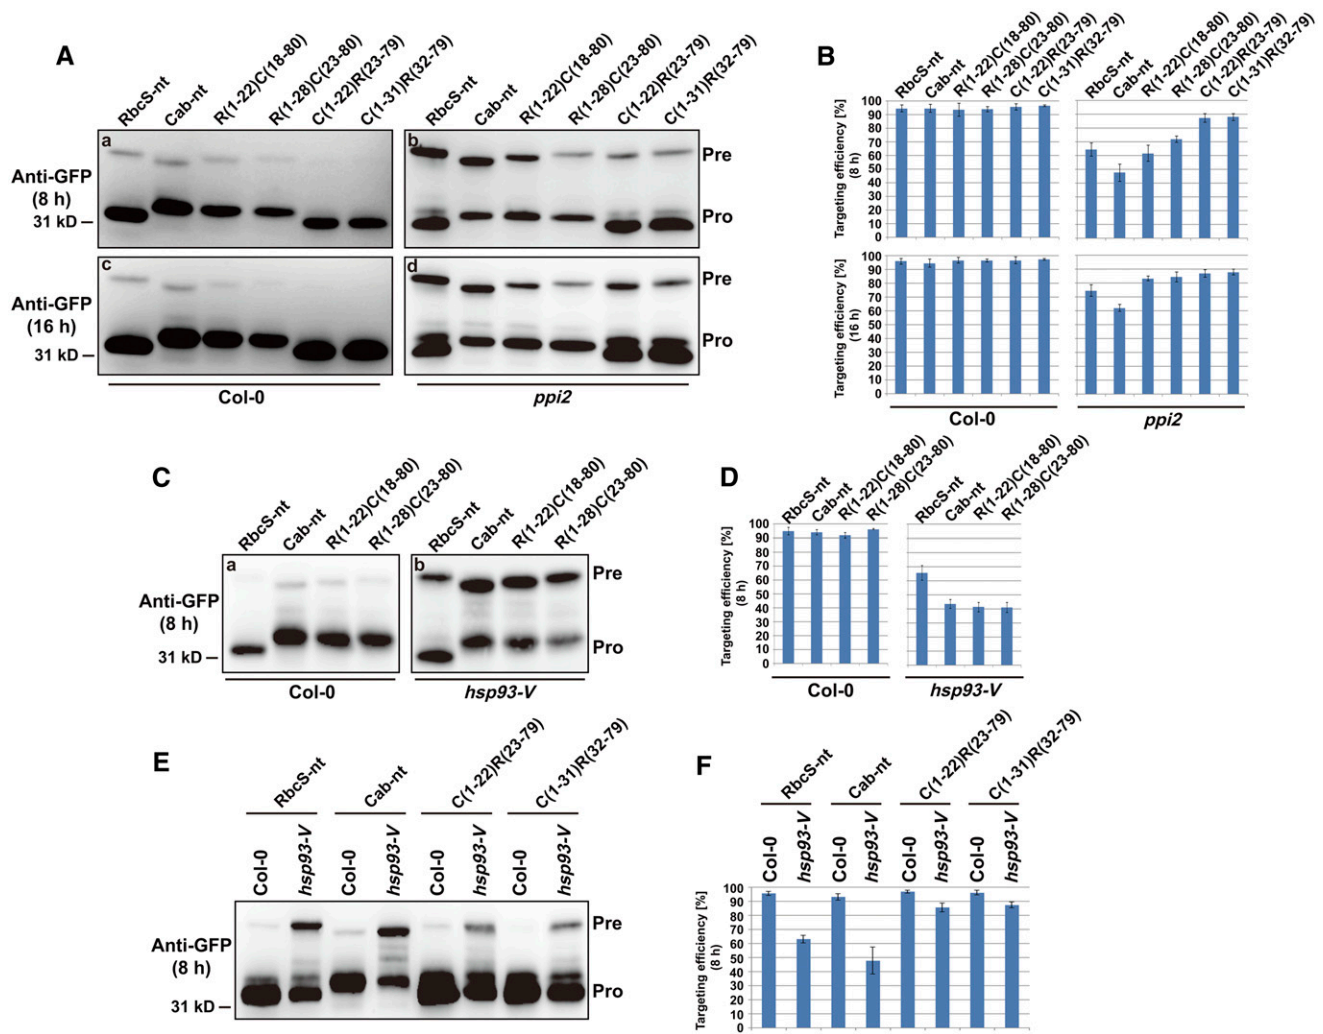 A
RbcS-nt
Cab-nt
R(1-22)C(18-80)
R(1-28)C(23-80)
C(1-22)R(23-79)
C(1-31)R(32-79)
RbcS-nt
Cab-nt
R(1-22)C(18-80)
R(1-28)C(23-80)
C(1-22)R(23-79)
C(1-31)R(32-79)
a
b
Anti-GFP
(8 h)
31 kD
Pre
Pro
c
d
Anti-GFP
(16 h)
31 kD
Pre
Pro
Col-0
ppi2
B
RbcS-nt
Cab-nt
R(1-22)C(18-80)
R(1-28)C(23-80)
C(1-22)R(23-79)
C(1-31)R(32-79)
RbcS-nt
Cab-nt
R(1-22)C(18-80)
R(1-28)C(23-80)
C(1-22)R(23-79)
C(1-31)R(32-79)
Targeting efficiency [%]
(8 h)
100
90
80
70
60
50
40
30
20
10
0
Targeting efficiency [%]
(16 h)
100
90
80
70
60
50
40
30
20
10
0
Col-0
ppi2
C
RbcS-nt
Cab-nt
R(1-22)C(18-80)
R(1-28)C(23-80)
RbcS-nt
Cab-nt
R(1-22)C(18-80)
R(1-28)C(23-80)
a
b
Anti-GFP
(8 h)
31 kD
Pre
Pro
Col-0
hsp93-V
D
RbcS-nt
Cab-nt
R(1-22)C(18-80)
R(1-28)C(23-80)
RbcS-nt
Cab-nt
R(1-22)C(18-80)
R(1-28)C(23-80)
Targeting efficiency [%]
(8 h)
100
90
80
70
60
50
40
30
20
10
0
Col-0
hsp93-V
E
RbcS-nt
Cab-nt
C(1-22)R(23-79)
C(1-31)R(32-79)
Col-0
hsp93-V
Col-0
hsp93-V
Col-0
hsp93-V
Col-0
hsp93-V
Anti-GFP
(8 h)
31 kD
Pre
Pro
F
RbcS-nt
Cab-nt
C(1-22)R(23-79)
C(1-31)R(32-79)
Col-0
hsp93-V
Col-0
hsp93-V
Col-0
hsp93-V
Col-0
hsp93-V
Targeting efficiency [%]
(8 h)
100
90
80
70
60
50
40
30
20
10
0